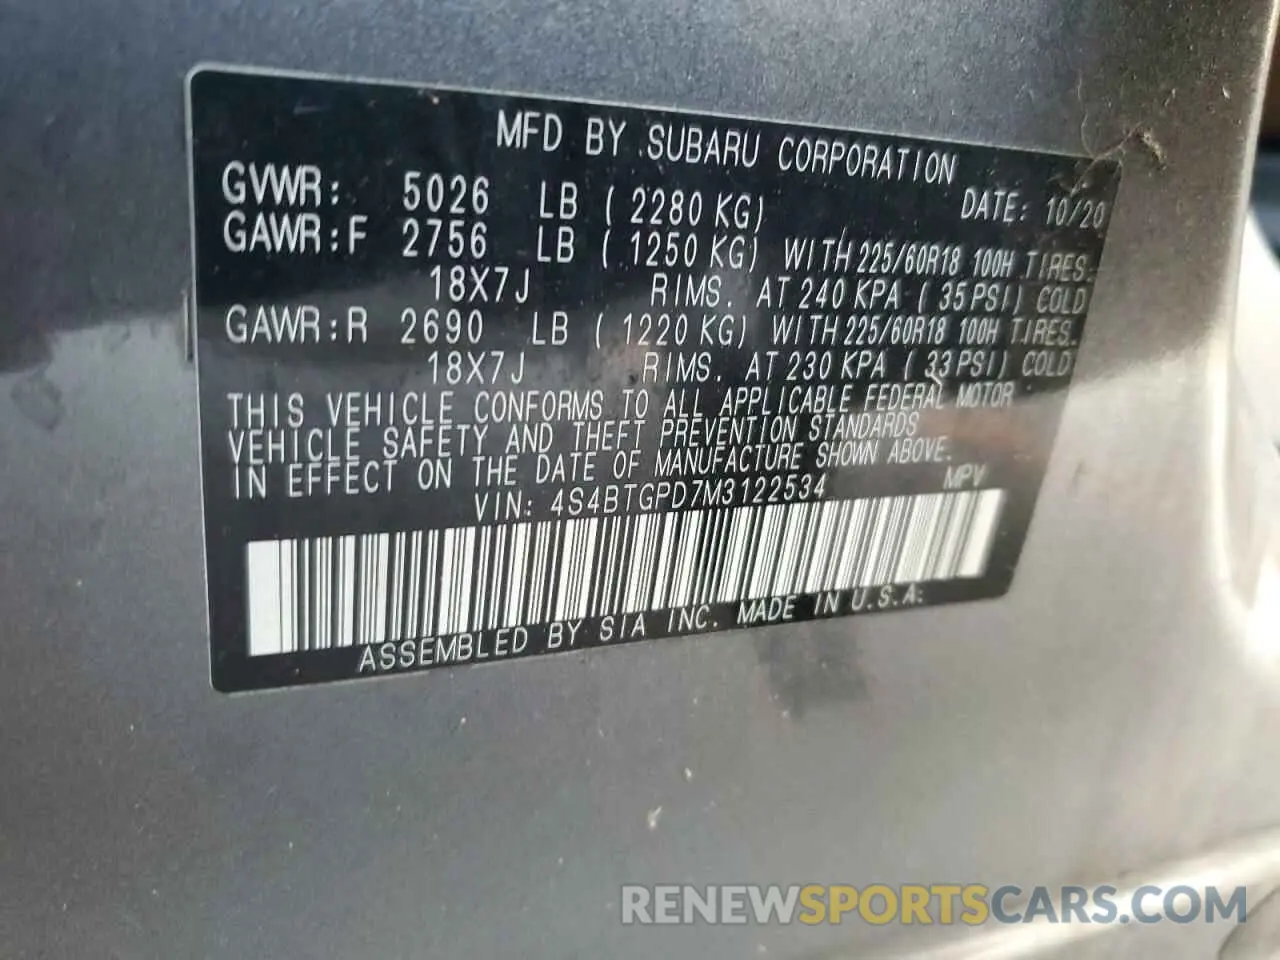 MFD BY SUBARU CORPORATION
GVWR: 5026 LB ( 2280 KG) DATE: 10/20
GAWR:F 2756 LB ( 1250 KG) WITH 225/60R18 100H TIRES.
18X7J RIMS. AT 240 KPA ( 35 PSI) COLD
GAWR:R 2690 LB ( 1220 KG) WITH 225/60R18 100H TIRES.
18X7J RIMS. AT 230 KPA ( 33 PSI) COLD
THIS VEHICLE CONFORMS TO ALL APPLICABLE FEDERAL MOTOR
VEHICLE SAFETY AND THEFT PREVENTION STANDARDS
IN EFFECT ON THE DATE OF MANUFACTURE SHOWN ABOVE.
VIN: 4S4BTGPD7M3122534 MPV
ASSEMBLED BY SIA INC. MADE IN U.S.A.
RENEWSPORTSCARS.COM